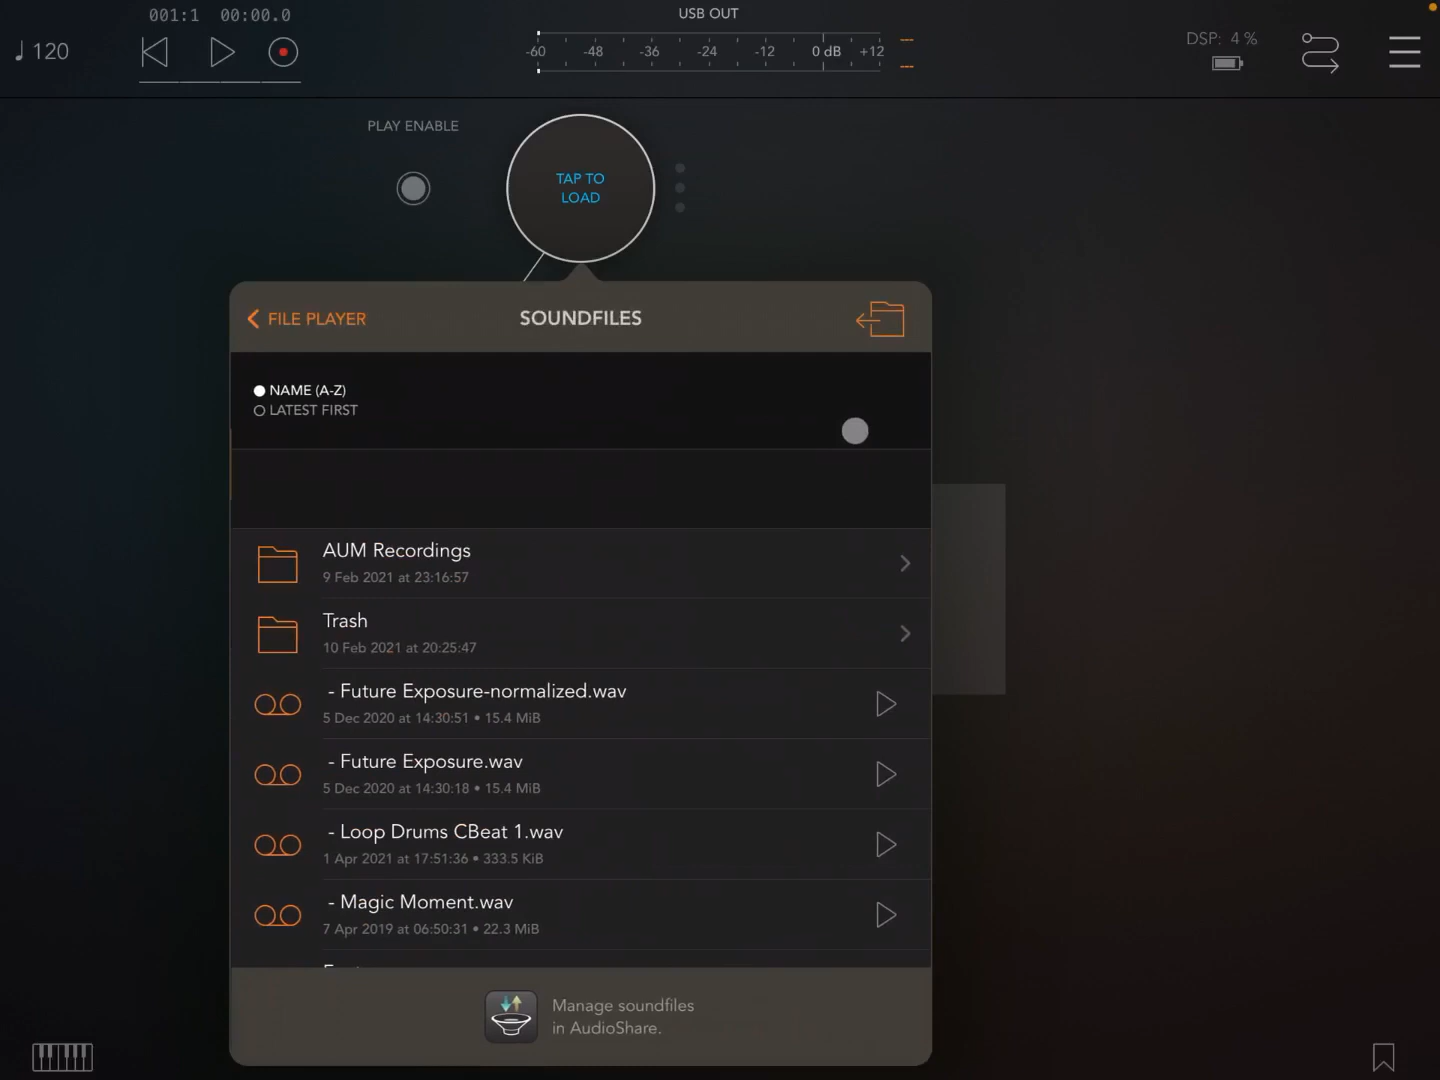 001:1 00:00.0
♩ 120
USB OUT
-60 -48 -36 -24 -12 0 dB +12
DSP: 4 %
PLAY ENABLE
TAP TO
LOAD
FILE PLAYER
SOUNDFILES
NAME (A-Z)
LATEST FIRST
AUM Recordings
9 Feb 2021 at 23:16:57
Trash
10 Feb 2021 at 20:25:47
- Future Exposure-normalized.wav
5 Dec 2020 at 14:30:51 • 15.4 MiB
- Future Exposure.wav
5 Dec 2020 at 14:30:18 • 15.4 MiB
- Loop Drums CBeat 1.wav
1 Apr 2021 at 17:51:36 • 333.5 KiB
- Magic Moment.wav
7 Apr 2019 at 06:50:31 • 22.3 MiB
Manage soundfiles
in AudioShare.